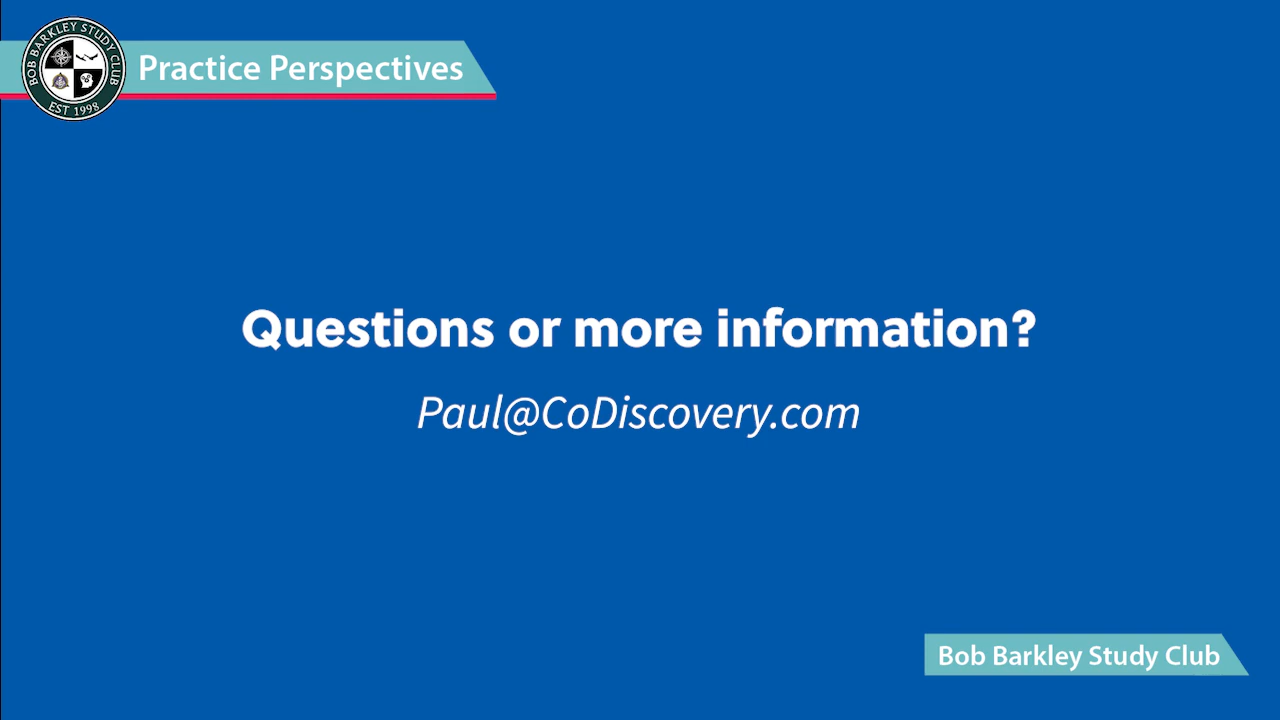 BOB BARKLEY STUDY CLUB
EST 1998
Practice Perspectives
Questions or more information?
Paul@CoDiscovery.com
Bob Barkley Study Club